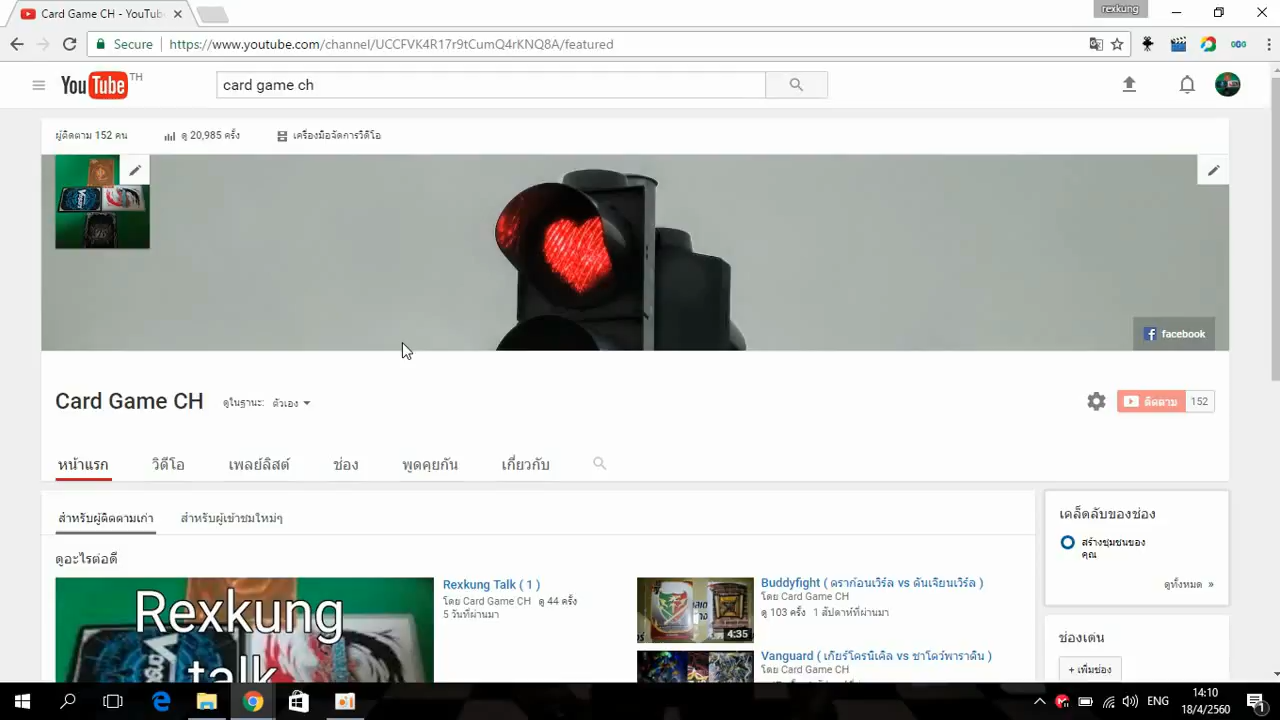 Card Game CH - YouTub
rexkung
Secure
https://www.youtube.com/channel/UCCFVK4R17r9tCumQ4rKNQ8A/featured
YouTube TH
card game ch
ผู้ติดตาม 152 คน
ดู 20,985 ครั้ง
เครื่องมือจัดการวิดีโอ
facebook
Card Game CH
ดูในฐานะ: ตัวเอง
ติดตาม 152
หน้าแรก
วิดีโอ
เพลย์ลิสต์
ช่อง
พูดคุยกัน
เกี่ยวกับ
สำหรับผู้ติดตามเก่า
สำหรับผู้เข้าชมใหม่ๆ
ดูอะไรต่อดี
Rexkung
talk
Rexkung Talk ( 1 )
โดย Card Game CH ดู 44 ครั้ง
5 วันที่ผ่านมา
4:35
Buddyfight ( ดราก้อนเวิร์ล vs ดันเจียนเวิร์ล )
โดย Card Game CH
ดู 103 ครั้ง 1 สัปดาห์ที่ผ่านมา
Vanguard ( เกียร์โครนิเคิล vs ชาโดว์พาราดิน )
โดย Card Game CH
เคล็ดลับของช่อง
สร้างชุมชนของ
คุณ
ดูทั้งหมด »
ช่องเด่น
+ เพิ่มช่อง
ENG
14:10
18/4/2560
1